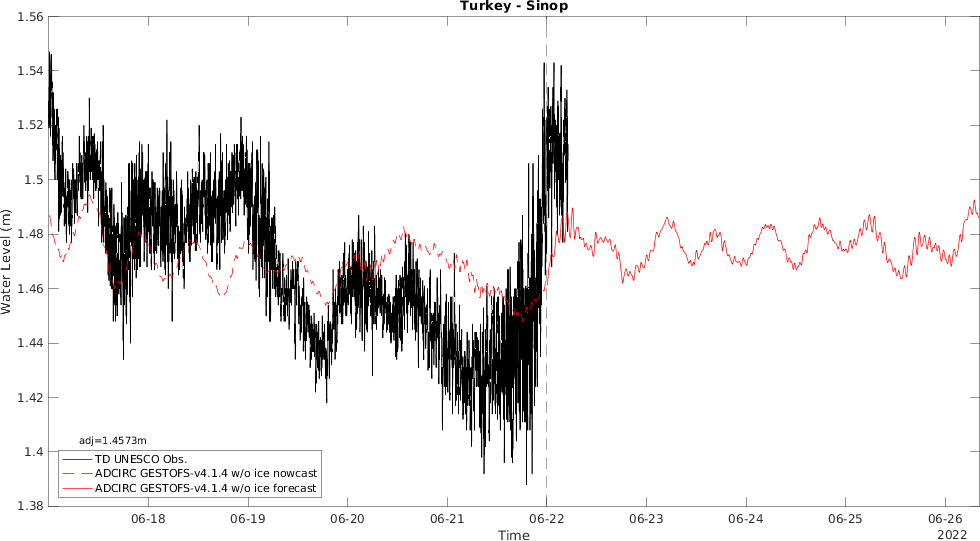 Turkey - Sinop
1.56
1.54
1.52
1.5
1.48
1.46
1.44
1.42
1.4
1.38
Water Level (m)
adj=1.4573m
TD UNESCO Obs.
ADCIRC GESTOFS-v4.1.4 w/o ice nowcast
ADCIRC GESTOFS-v4.1.4 w/o ice forecast
06-18 06-19 06-20 06-21 06-22 06-23 06-24 06-25 06-26
Time
2022